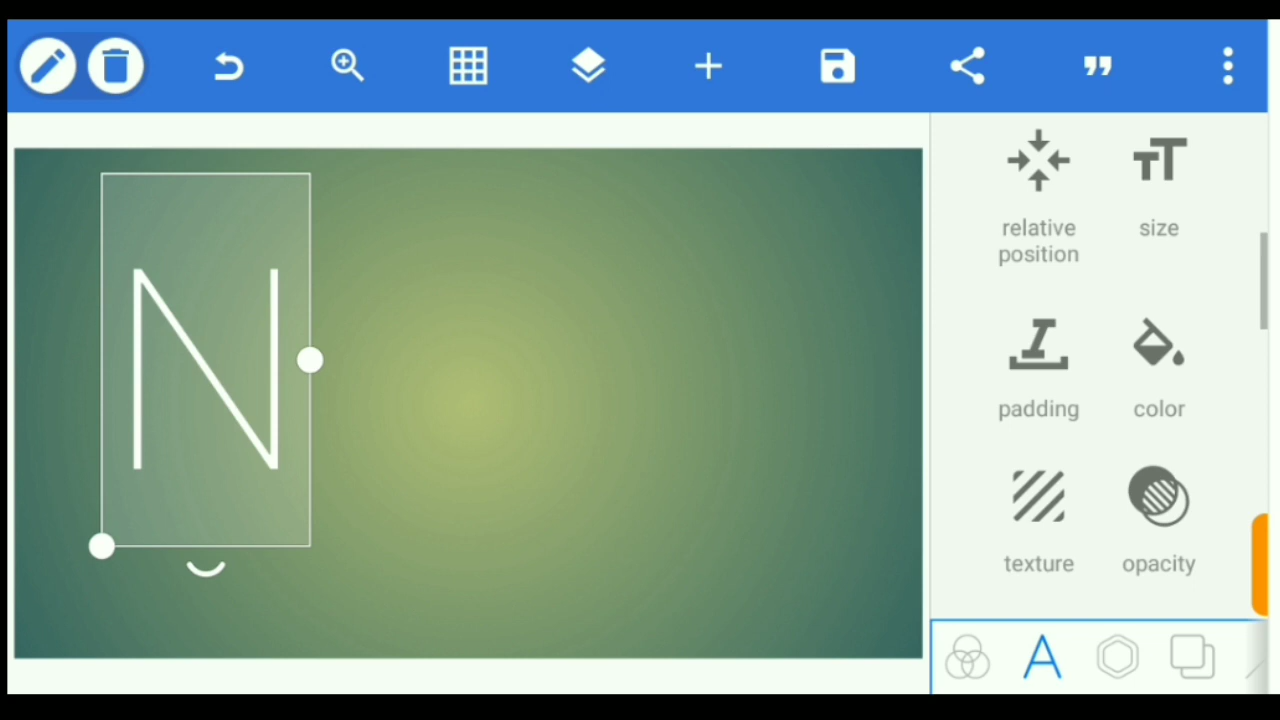 N
relative position
size
padding
color
texture
opacity